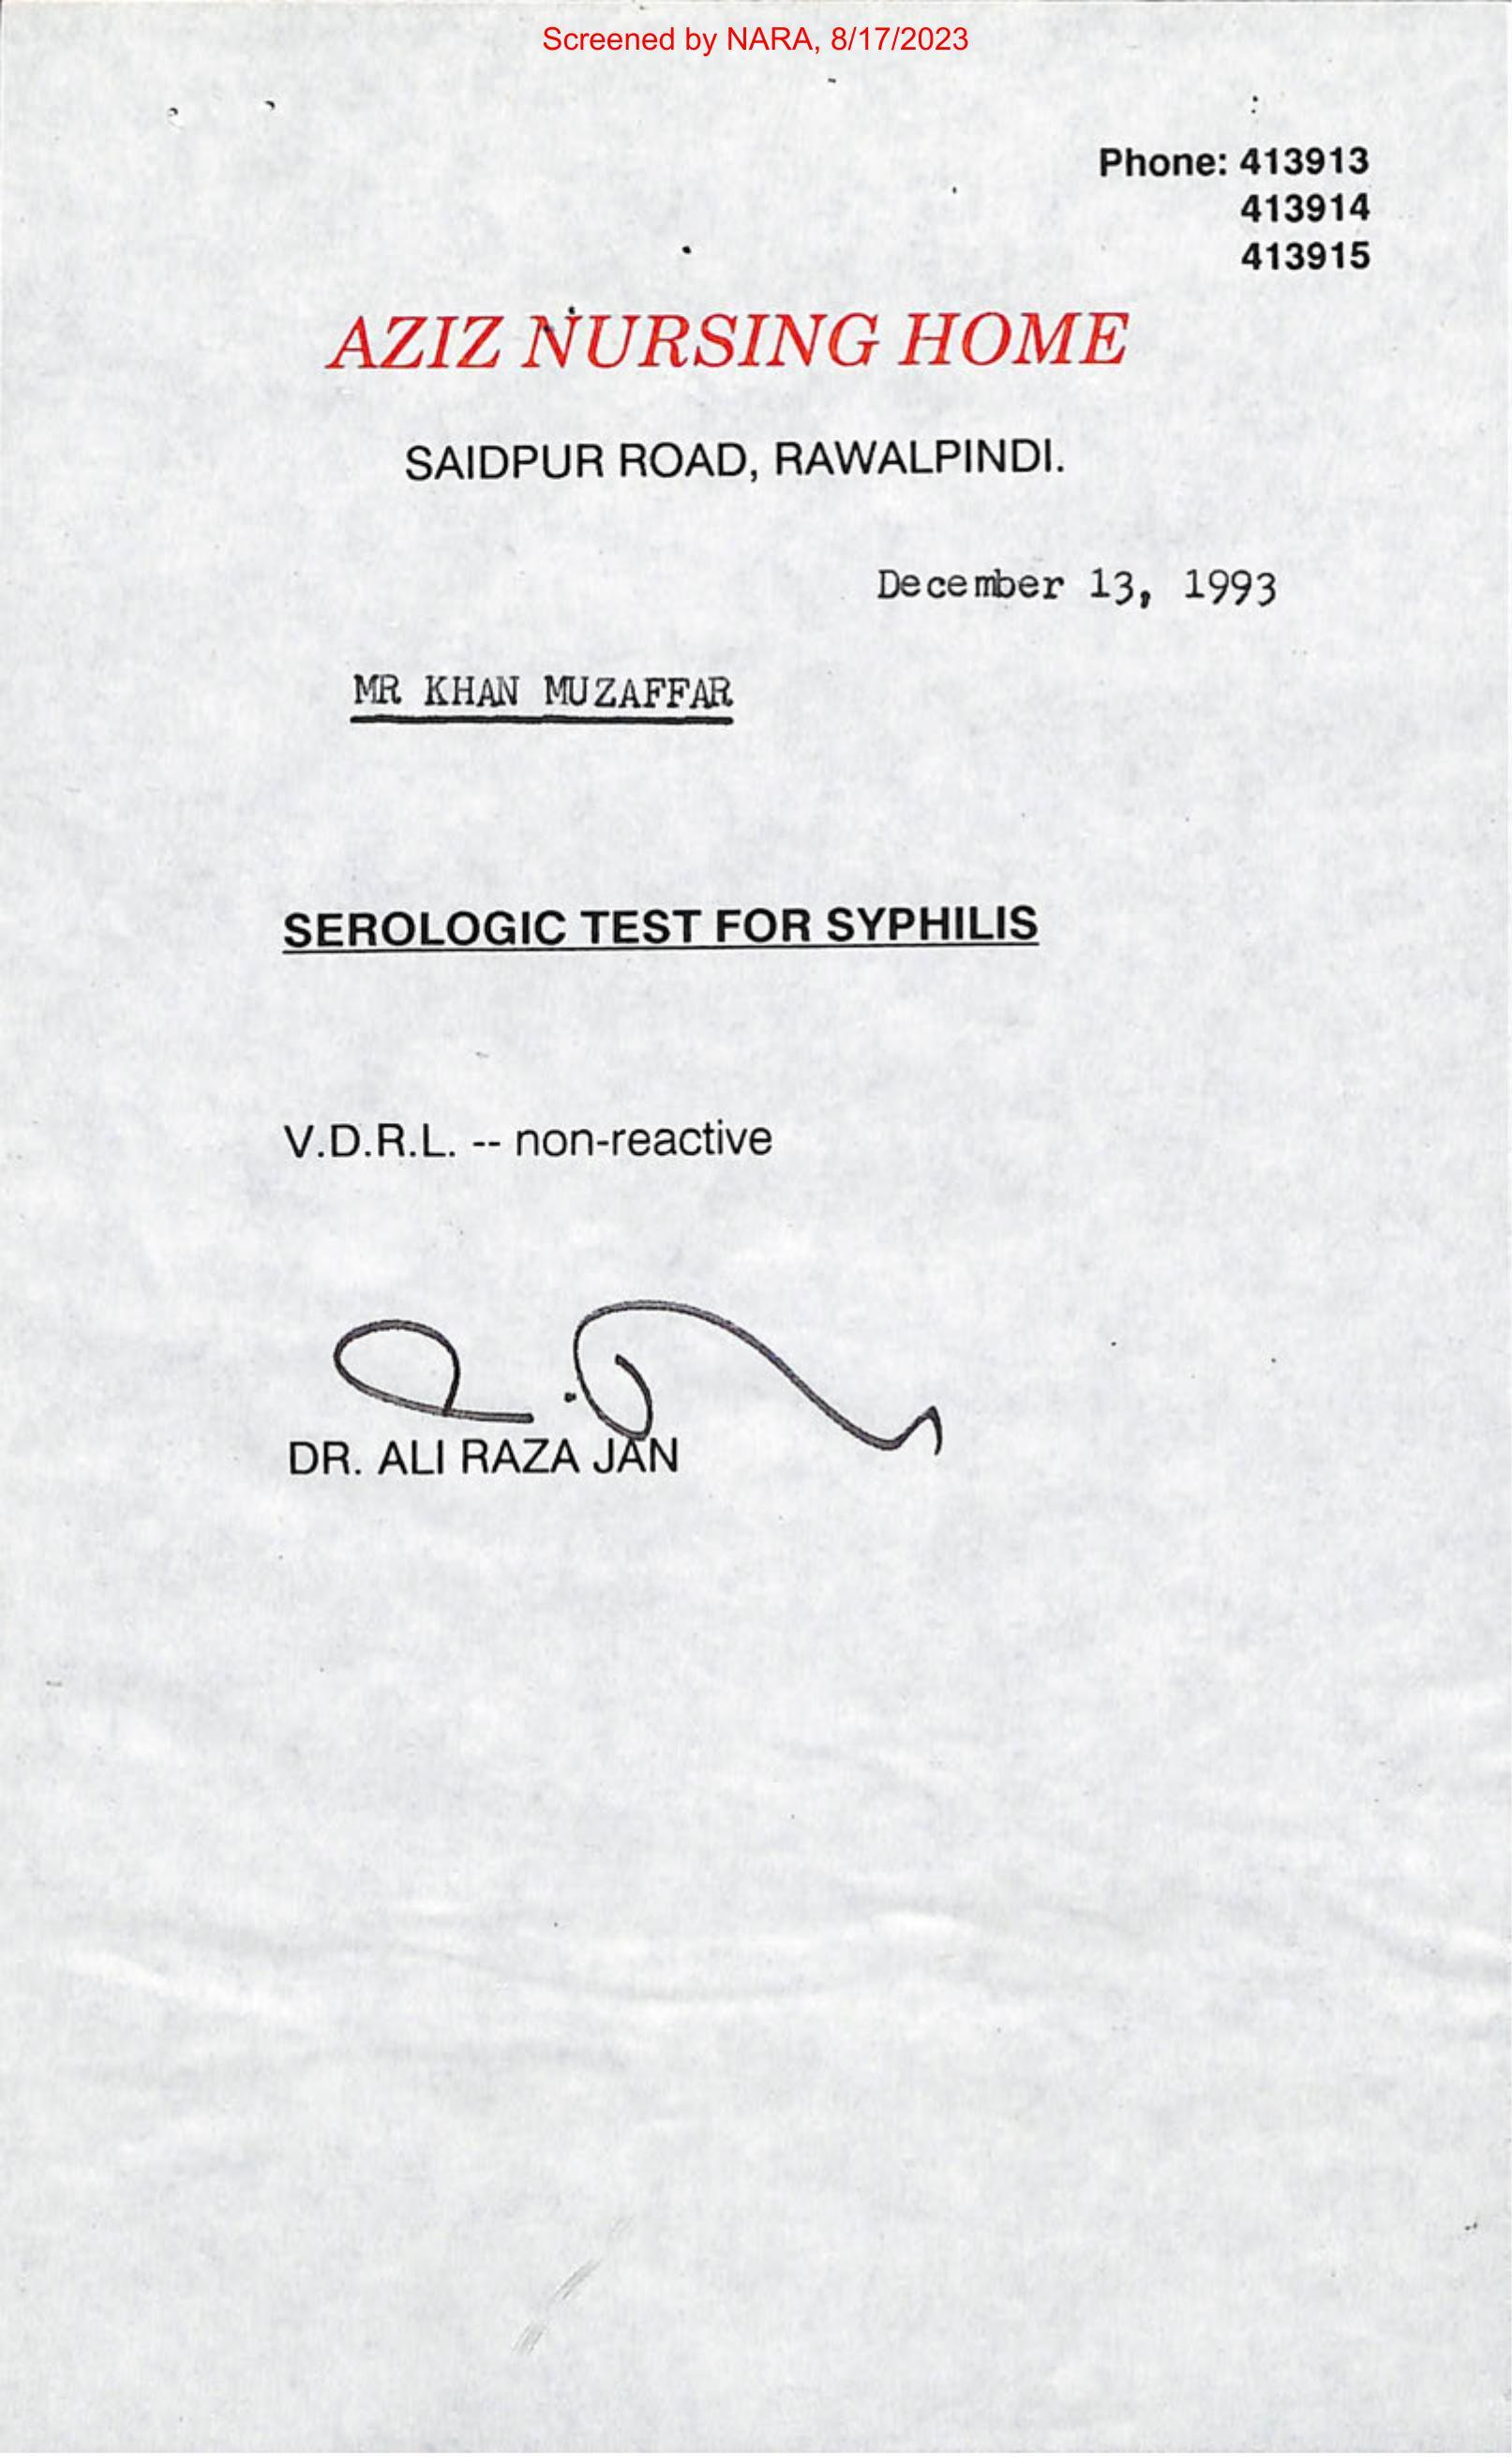 Screened by NARA, 8/17/2023
Phone: 413913
413914
413915
AZIZ NURSING HOME
SAIDPUR ROAD, RAWALPINDI.
December 13, 1993
MR KHAN MUZAFFAR
SEROLOGIC TEST FOR SYPHILIS
V.D.R.L. -- non-reactive
DR. ALI RAZA JAN